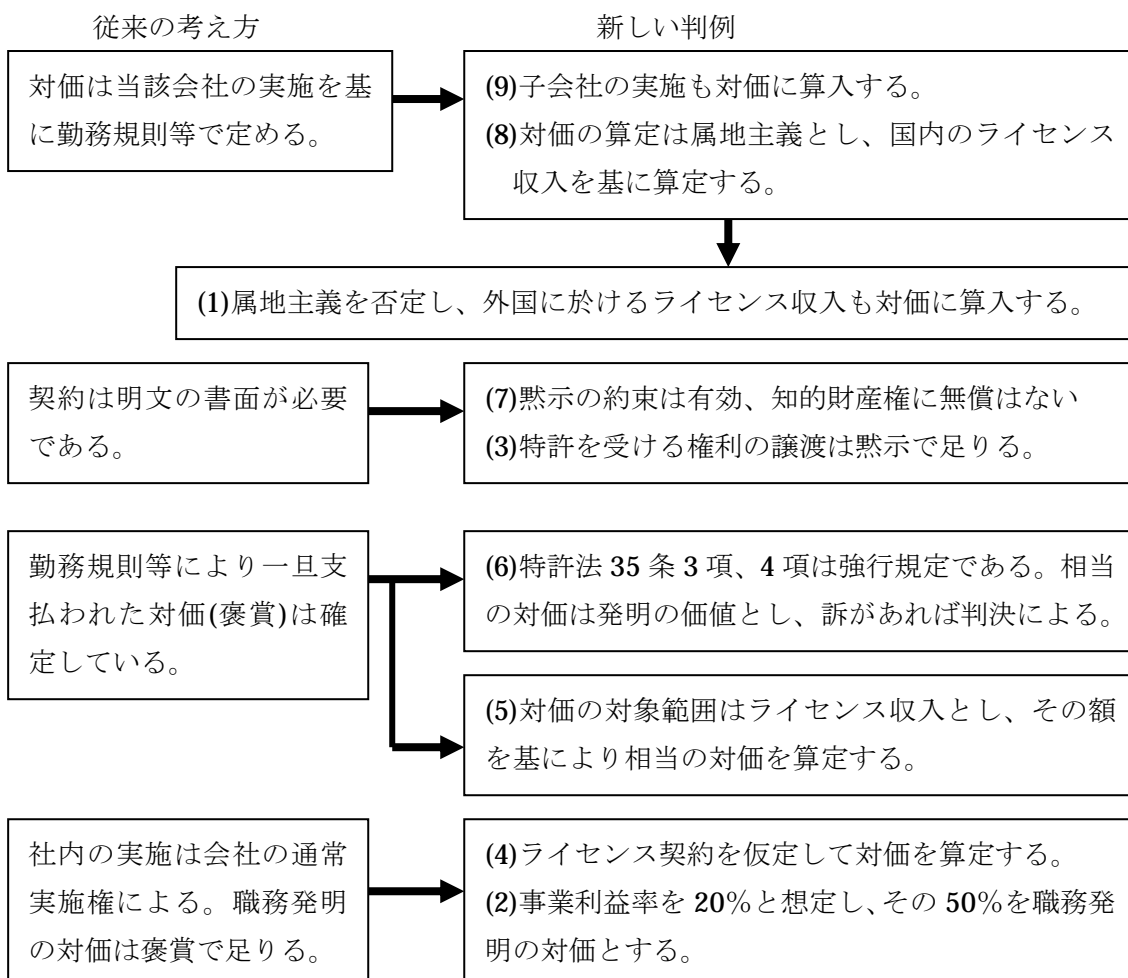 従来の考え方
新しい判例
対価は当該会社の実施を基
に勤務規則等で定める。
(9)子会社の実施も対価に算入する。
(8)対価の算定は属地主義とし、国内のライセンス
収入を基に算定する。
(1)属地主義を否定し、外国に於けるライセンス収入も対価に算入する。
契約は明文の書面が必要
である。
(7)黙示の約束は有効、知的財産権に無償はない
(3)特許を受ける権利の譲渡は黙示で足りる。
勤務規則等により一旦支
払われた対価(褒賞)は確
定している。
(6)特許法 35 条 3 項、4 項は強行規定である。相当
の対価は発明の価値とし、訴があれば判決による。
(5)対価の対象範囲はライセンス収入とし、その額
を基により相当の対価を算定する。
社内の実施は会社の通常
実施権による。職務発明
の対価は褒賞で足りる。
(4)ライセンス契約を仮定して対価を算定する。
(2)事業利益率を 20%と想定し、その 50%を職務発
明の対価とする。